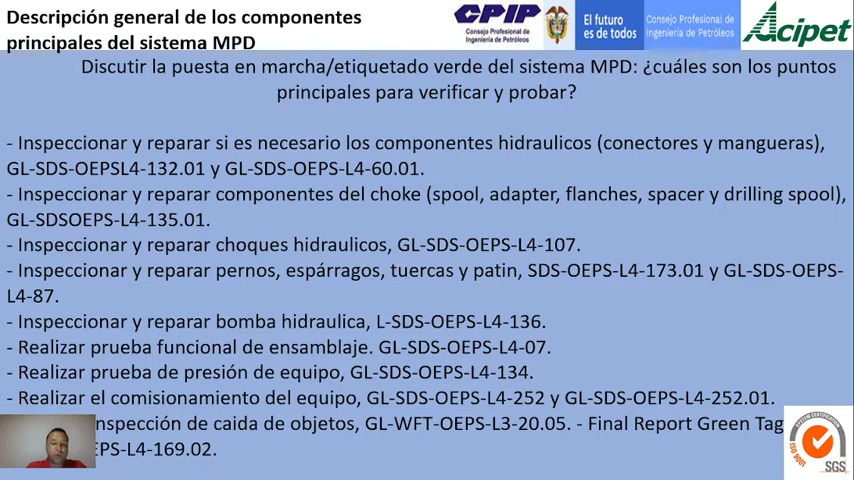 Descripción general de los componentes
principales del sistema MPD
CPIP
Consejo Profesional de
Ingeniería de Petróleos
El futuro
es de todos
Consejo Profesional de
Ingeniería de Petróleos
Acipet
Discutir la puesta en marcha/etiquetado verde del sistema MPD: ¿cuáles son los puntos
principales para verificar y probar?
- Inspeccionar y reparar si es necesario los componentes hidraulicos (conectores y mangueras),
GL-SDS-OEPSL4-132.01 y GL-SDS-OEPS-L4-60.01.
- Inspeccionar y reparar componentes del choke (spool, adapter, flanches, spacer y drilling spool),
GL-SDSOEPS-L4-135.01.
- Inspeccionar y reparar choques hidraulicos, GL-SDS-OEPS-L4-107.
- Inspeccionar y reparar pernos, espárragos, tuercas y patin, SDS-OEPS-L4-173.01 y GL-SDS-OEPS-
L4-87.
- Inspeccionar y reparar bomba hidraulica, L-SDS-OEPS-L4-136.
- Realizar prueba funcional de ensamblaje. GL-SDS-OEPS-L4-07.
- Realizar prueba de presión de equipo, GL-SDS-OEPS-L4-134.
- Realizar el comisionamiento del equipo, GL-SDS-OEPS-L4-252 y GL-SDS-OEPS-L4-252.01.
nspección de caida de objetos, GL-WFT-OEPS-L3-20.05. - Final Report Green Tag
EPS-L4-169.02.
SYSTEM CERTIFICATION
ISO 9001
SGS